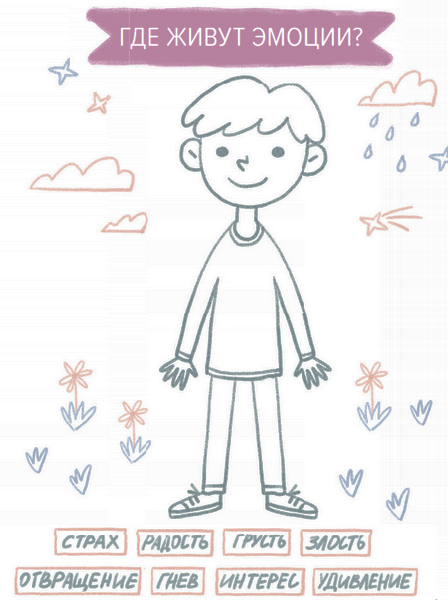 ГДЕ ЖИВУТ ЭМОЦИИ?
СТРАХ РАДОСТЬ ГРУСТЬ ЗЛОСТЬ
ОТВРАЩЕНИЕ ГНЕВ ИНТЕРЕС УДИВЛЕНИЕ